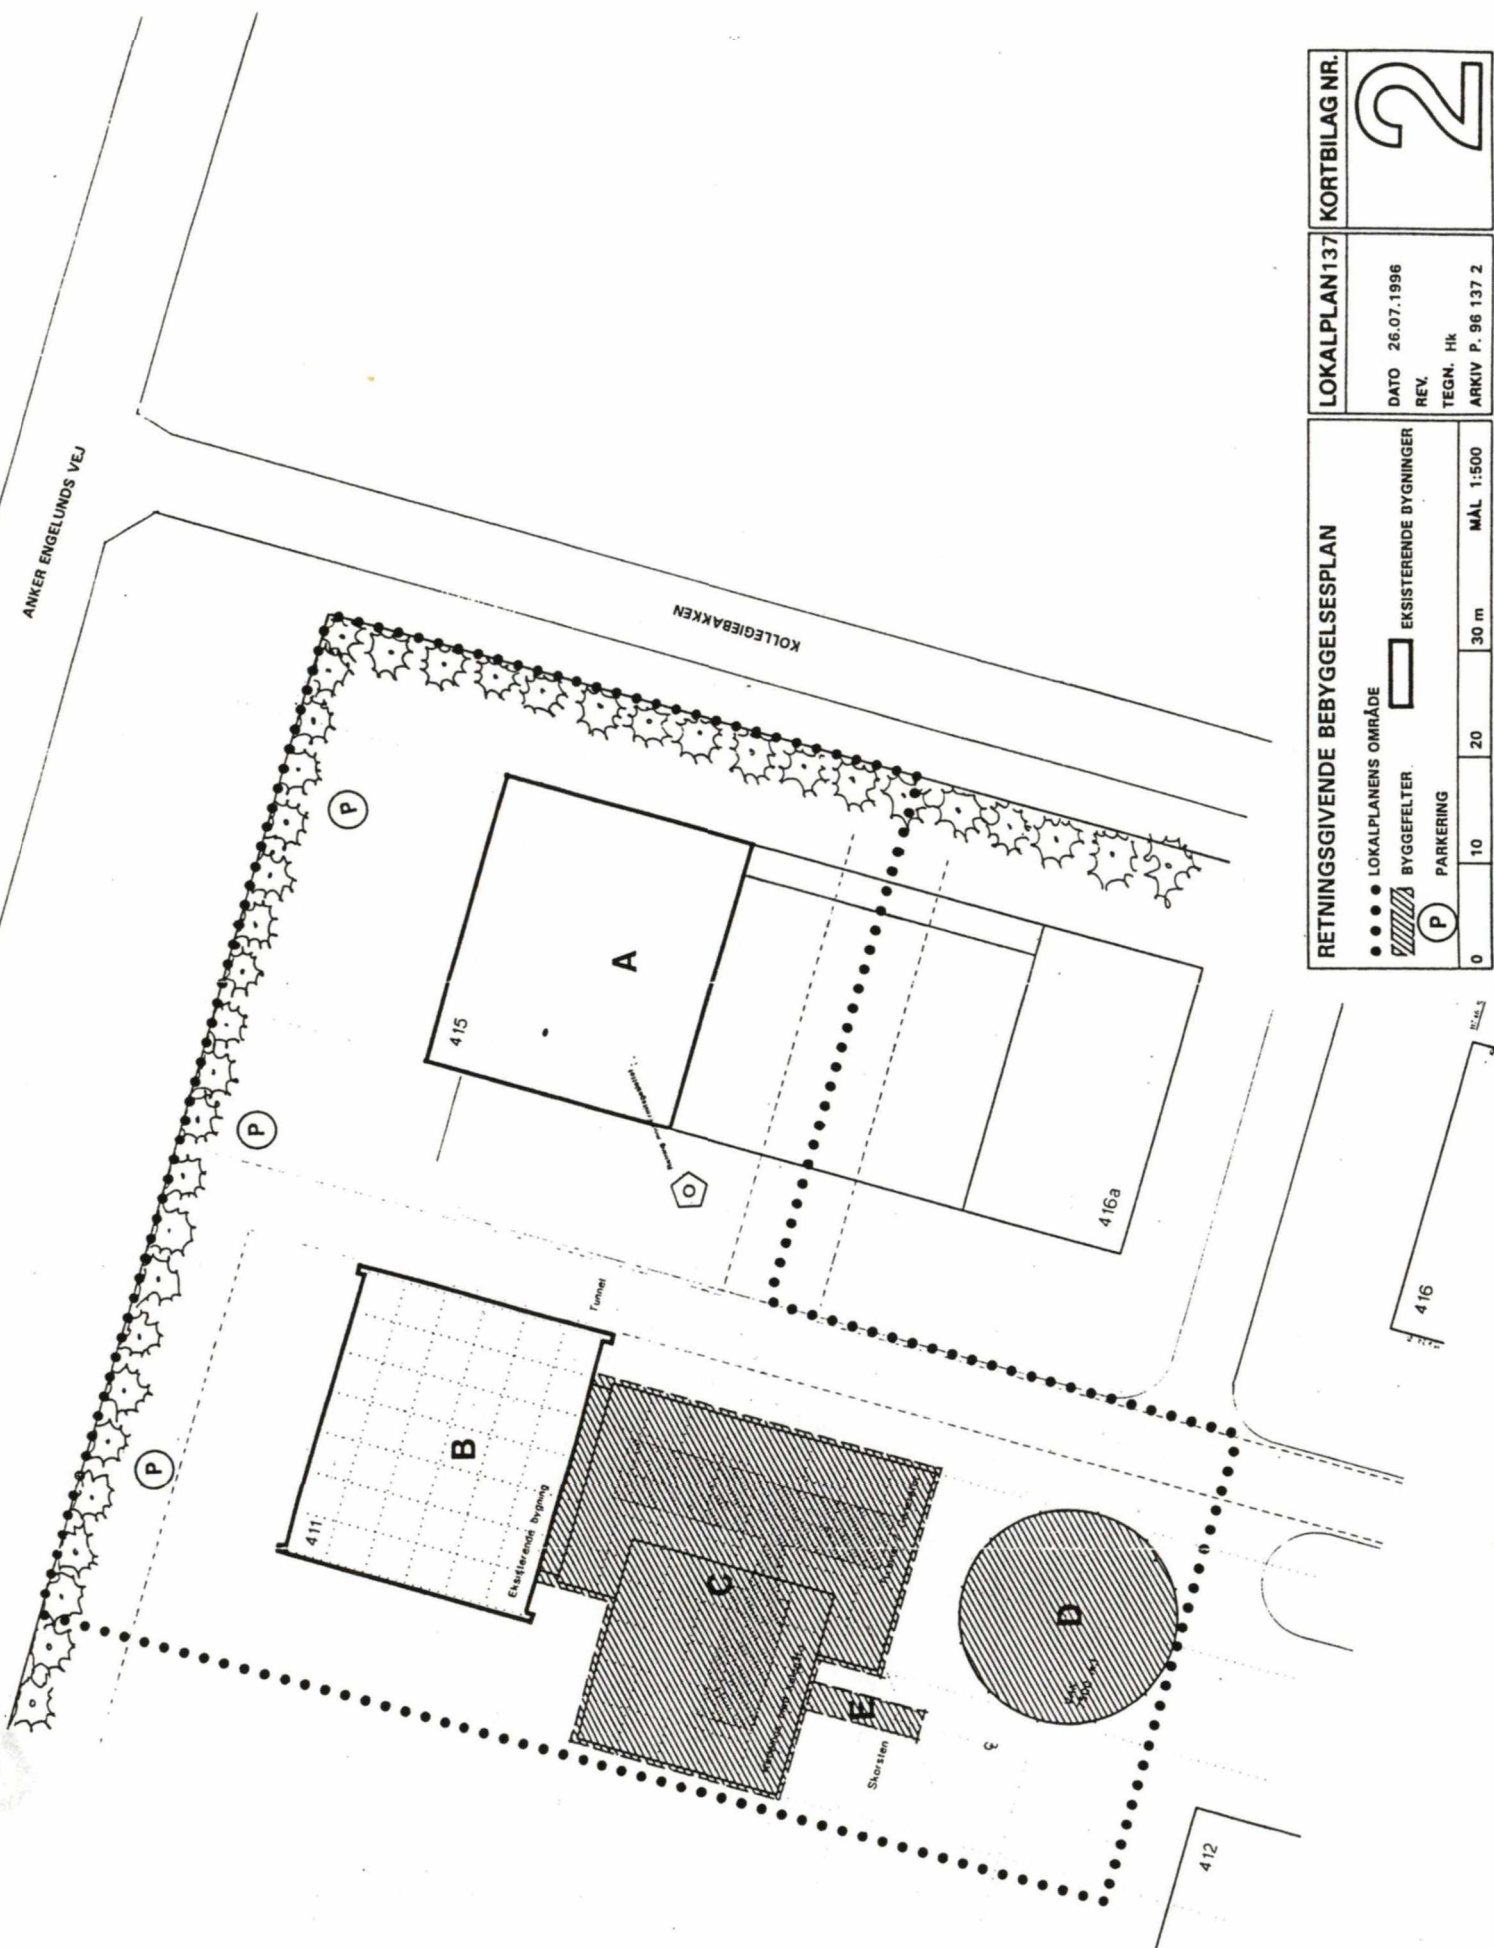 ANKER ENGELUNDS VEJ
KOLLEGIEBAKKEN
P
P
P
415
A
416a
416
Tunnel
411
B
Eksisterende bygning
C
D
E
Skorsten
412
RETNINGSGIVENDE BEBYGGELSESPLAN
LOKALPLANENS OMRÅDE
BYGGEFELTER
EKSISTERENDE BYGNINGER
P PARKERING
0 10 20 30 m MÅL 1:500
LOKALPLAN137
DATO 26.07.1996
REV.
TEGN. Hk
ARKIV P. 96 137 2
KORTBILAG NR.
2